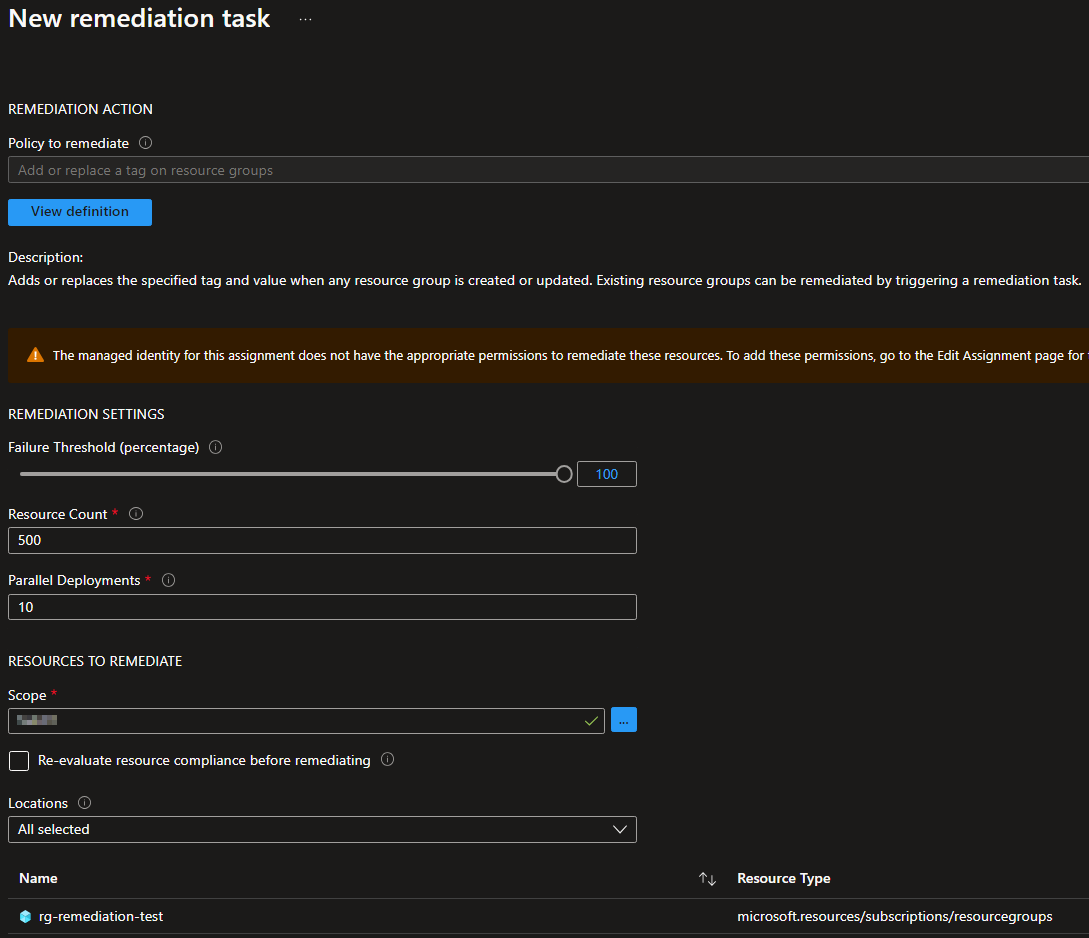 New remediation task ...
REMEDIATION ACTION
Policy to remediate
Add or replace a tag on resource groups
View definition
Description:
Adds or replaces the specified tag and value when any resource group is created or updated. Existing resource groups can be remediated by triggering a remediation task.
The managed identity for this assignment does not have the appropriate permissions to remediate these resources. To add these permissions, go to the Edit Assignment page for
REMEDIATION SETTINGS
Failure Threshold (percentage)
100
Resource Count *
500
Parallel Deployments *
10
RESOURCES TO REMEDIATE
Scope *
...
Re-evaluate resource compliance before remediating
Locations
All selected
Name Resource Type
rg-remediation-test microsoft.resources/subscriptions/resourcegroups